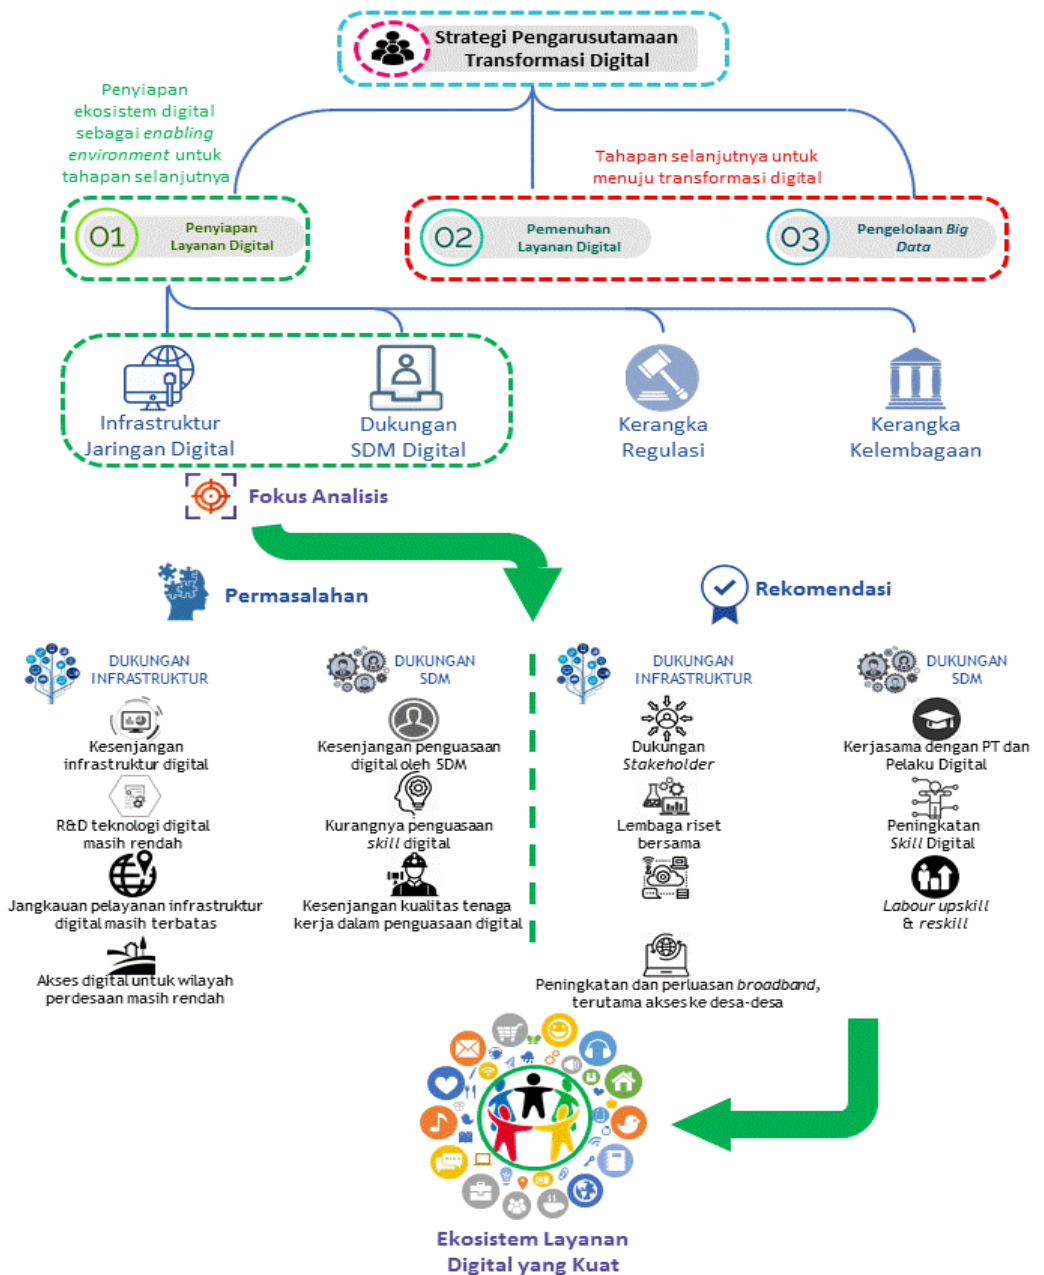 Strategi Pengarusutamaan
Transformasi Digital
Penyiapan
ekosistem digital
sebagai enabling
environment untuk
tahapan selanjutnya
Tahapan selanjutnya untuk
menuju transformasi digital
01
Penyiapan
Layanan Digital
02
Pemenuhan
Layanan Digital
03
Pengelolaan Big
Data
Infrastruktur
Jaringan Digital
Dukungan
SDM Digital
Kerangka
Regulasi
Kerangka
Kelembagaan
Fokus Analisis
Permasalahan
DUKUNGAN
INFRASTRUKTUR
Kesenjangan
infrastruktur digital
R&D teknologi digital
masih rendah
Jangkauan pelayanan infrastruktur
digital masih terbatas
Akses digital untuk wilayah
perdesaan masih rendah
DUKUNGAN
SDM
Kesenjangan penguasaan
digital oleh SDM
Kurangnya penguasaan
skill digital
Kesenjangan kualitas tenaga
kerja dalam penguasaan digital
Rekomendasi
DUKUNGAN
INFRASTRUKTUR
Dukungan
Stakeholder
Lembaga riset
bersama
Peningkatan dan perluasan broadband,
terutama akses ke desa-desa
DUKUNGAN
SDM
Kerjasama dengan PT dan
Pelaku Digital
Peningkatan
Skill Digital
Labour upskill
& reskill
Ekosistem Layanan
Digital yang Kuat